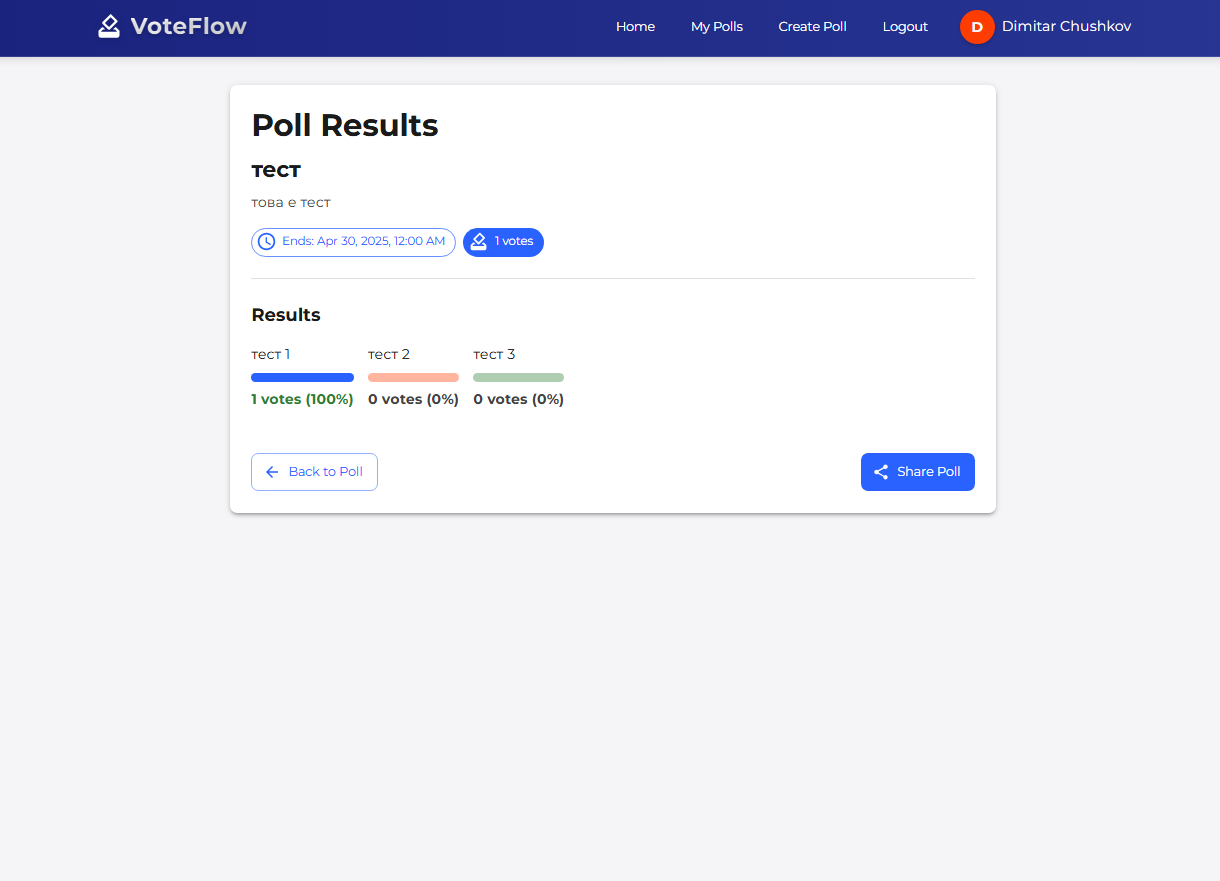 VoteFlow Home My Polls Create Poll Logout D Dimitar Chushkov
Poll Results
тест
това е тест
Ends: Apr 30, 2025, 12:00 AM 1 votes
Results
тест 1 тест 2 тест 3
1 votes (100%) 0 votes (0%) 0 votes (0%)
Back to Poll Share Poll